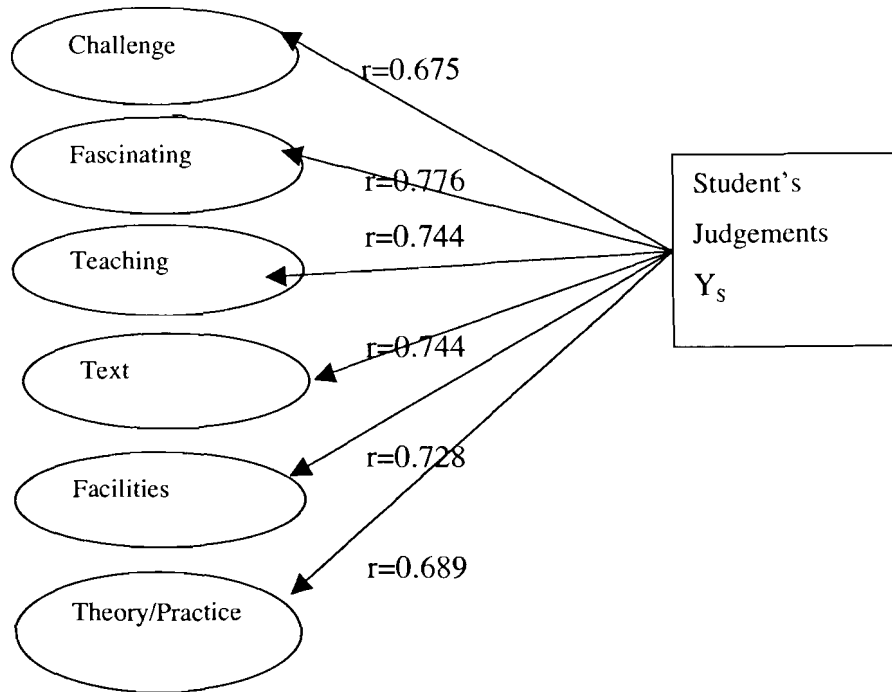 Challenge
r=0.675
Fascinating
r=0.776
Student's
Judgements
Yₛ
Teaching
r=0.744
Text
r=0.744
Facilities
r=0.728
Theory/Practice
r=0.689